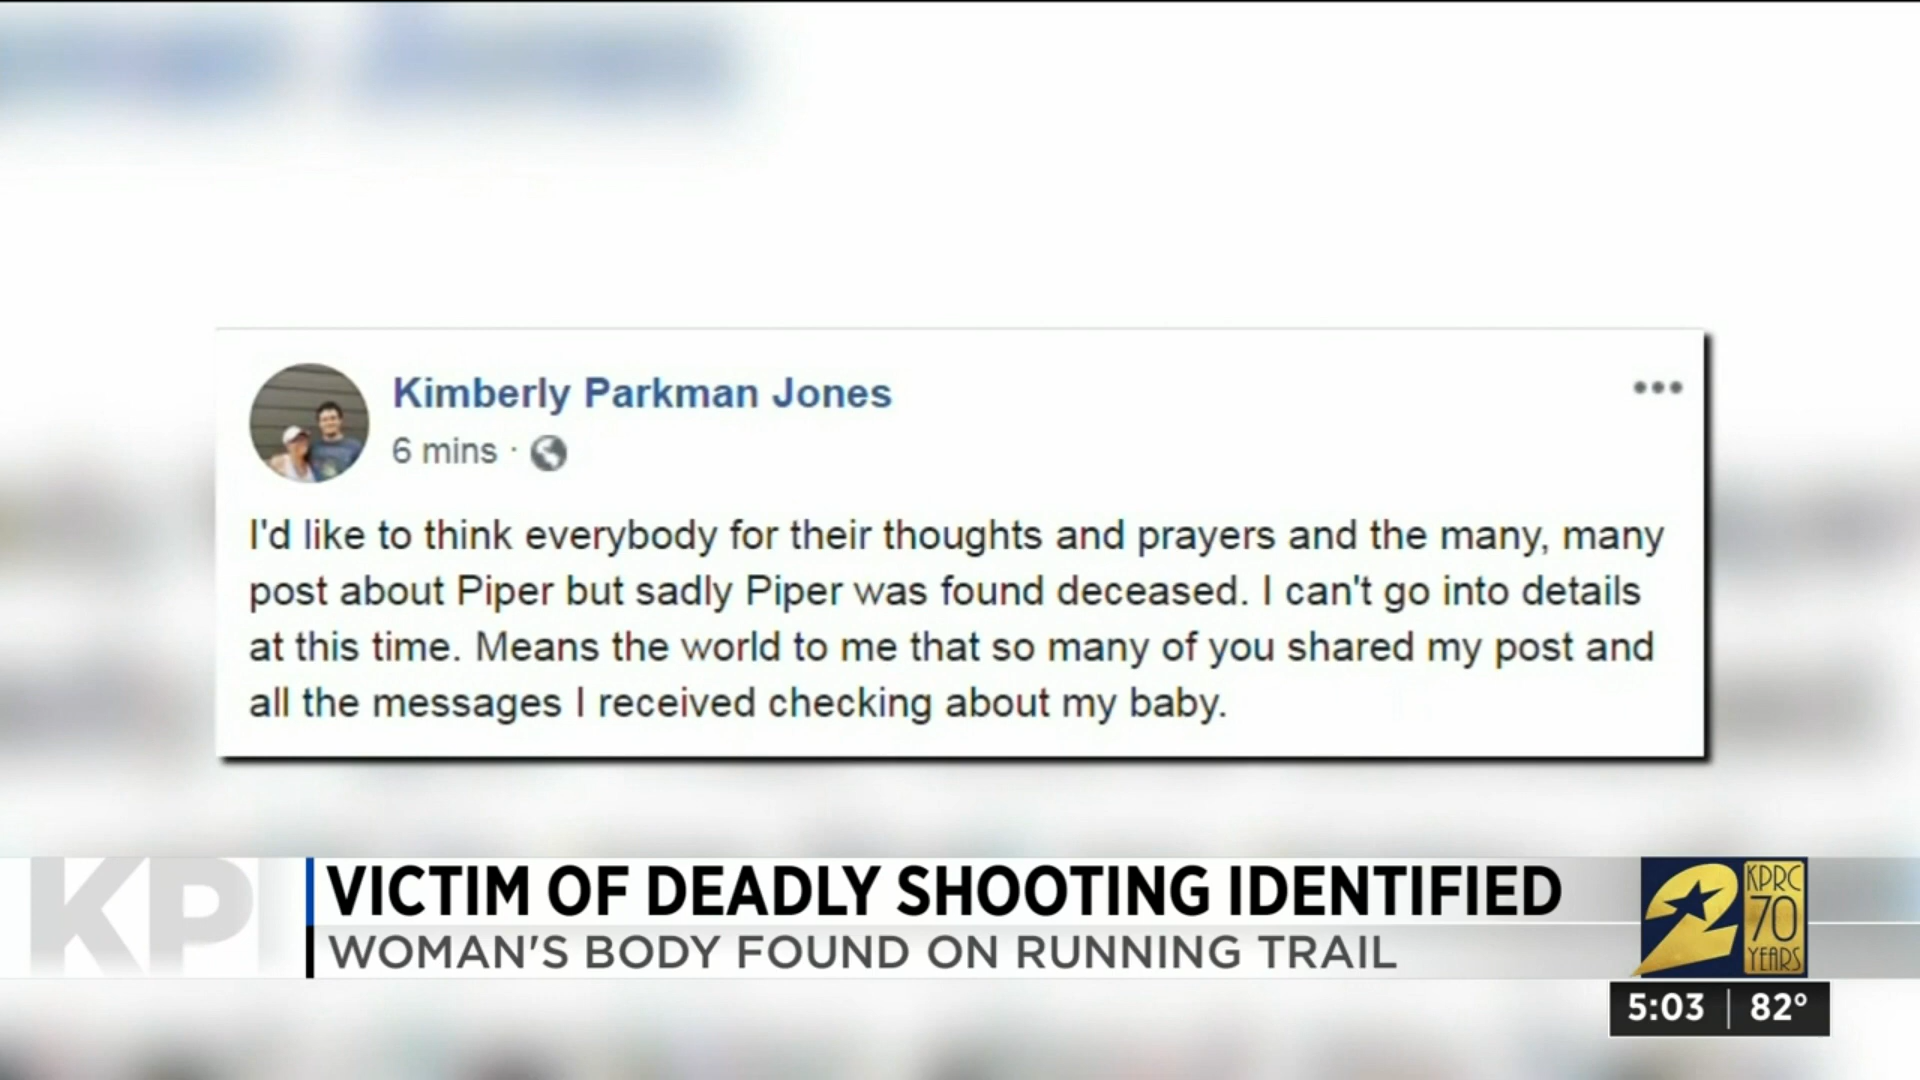 Kimberly Parkman Jones
6 mins ·
I'd like to think everybody for their thoughts and prayers and the many, many
post about Piper but sadly Piper was found deceased. I can't go into details
at this time. Means the world to me that so many of you shared my post and
all the messages I received checking about my baby.
KP
VICTIM OF DEADLY SHOOTING IDENTIFIED
WOMAN'S BODY FOUND ON RUNNING TRAIL
2
KPRC
70
YEARS
5:03 | 82°